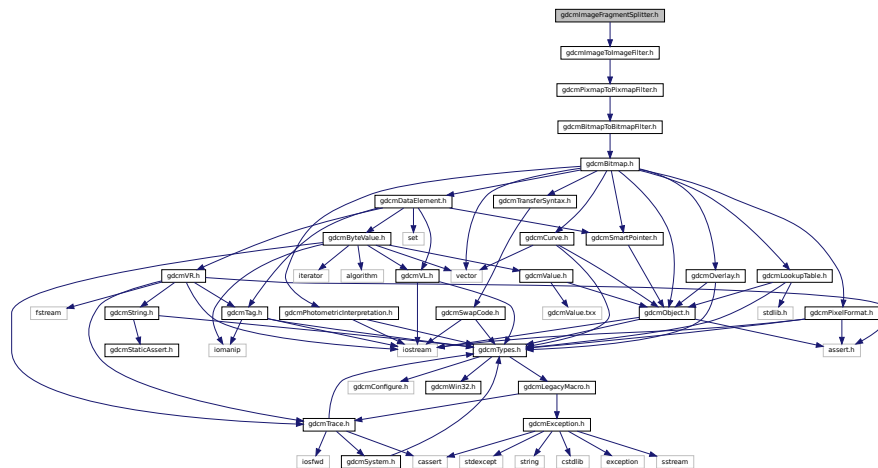 gdcmImageFragmentSplitter.h
gdcmImageToImageFilter.h
gdcmPixmapToPixmapFilter.h
gdcmBitmapToBitmapFilter.h
gdcmBitmap.h
gdcmDataElement.h
gdcmTransferSyntax.h
gdcmByteValue.h
set
gdcmCurve.h
gdcmSmartPointer.h
gdcmVR.h
iterator
algorithm
gdcmVL.h
vector
gdcmValue.h
gdcmOverlay.h
gdcmLookupTable.h
fstream
gdcmString.h
gdcmTag.h
gdcmPhotometricInterpretation.h
gdcmSwapCode.h
gdcmValue.txx
gdcmObject.h
stdlib.h
gdcmPixelFormat.h
gdcmStaticAssert.h
iomanip
iostream
gdcmTypes.h
assert.h
gdcmConfigure.h
gdcmWin32.h
gdcmLegacyMacro.h
gdcmTrace.h
gdcmException.h
iosfwd
gdcmSystem.h
cassert
stdexcept
string
cstdlib
exception
sstream